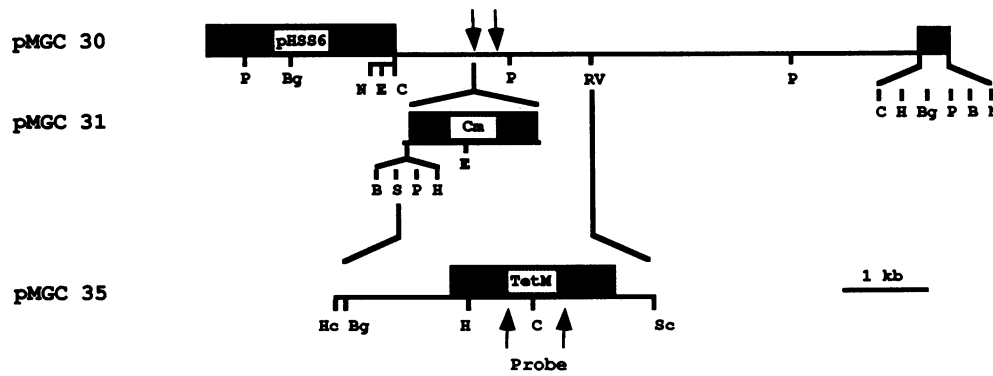 pMGC 30
pHSS6
P Bg N E C P RV P
C H Bg P B
pMGC 31
Cm
E
B S P H
pMGC 35
TetM
1 kb
Hc Bg H C Sc
Probe